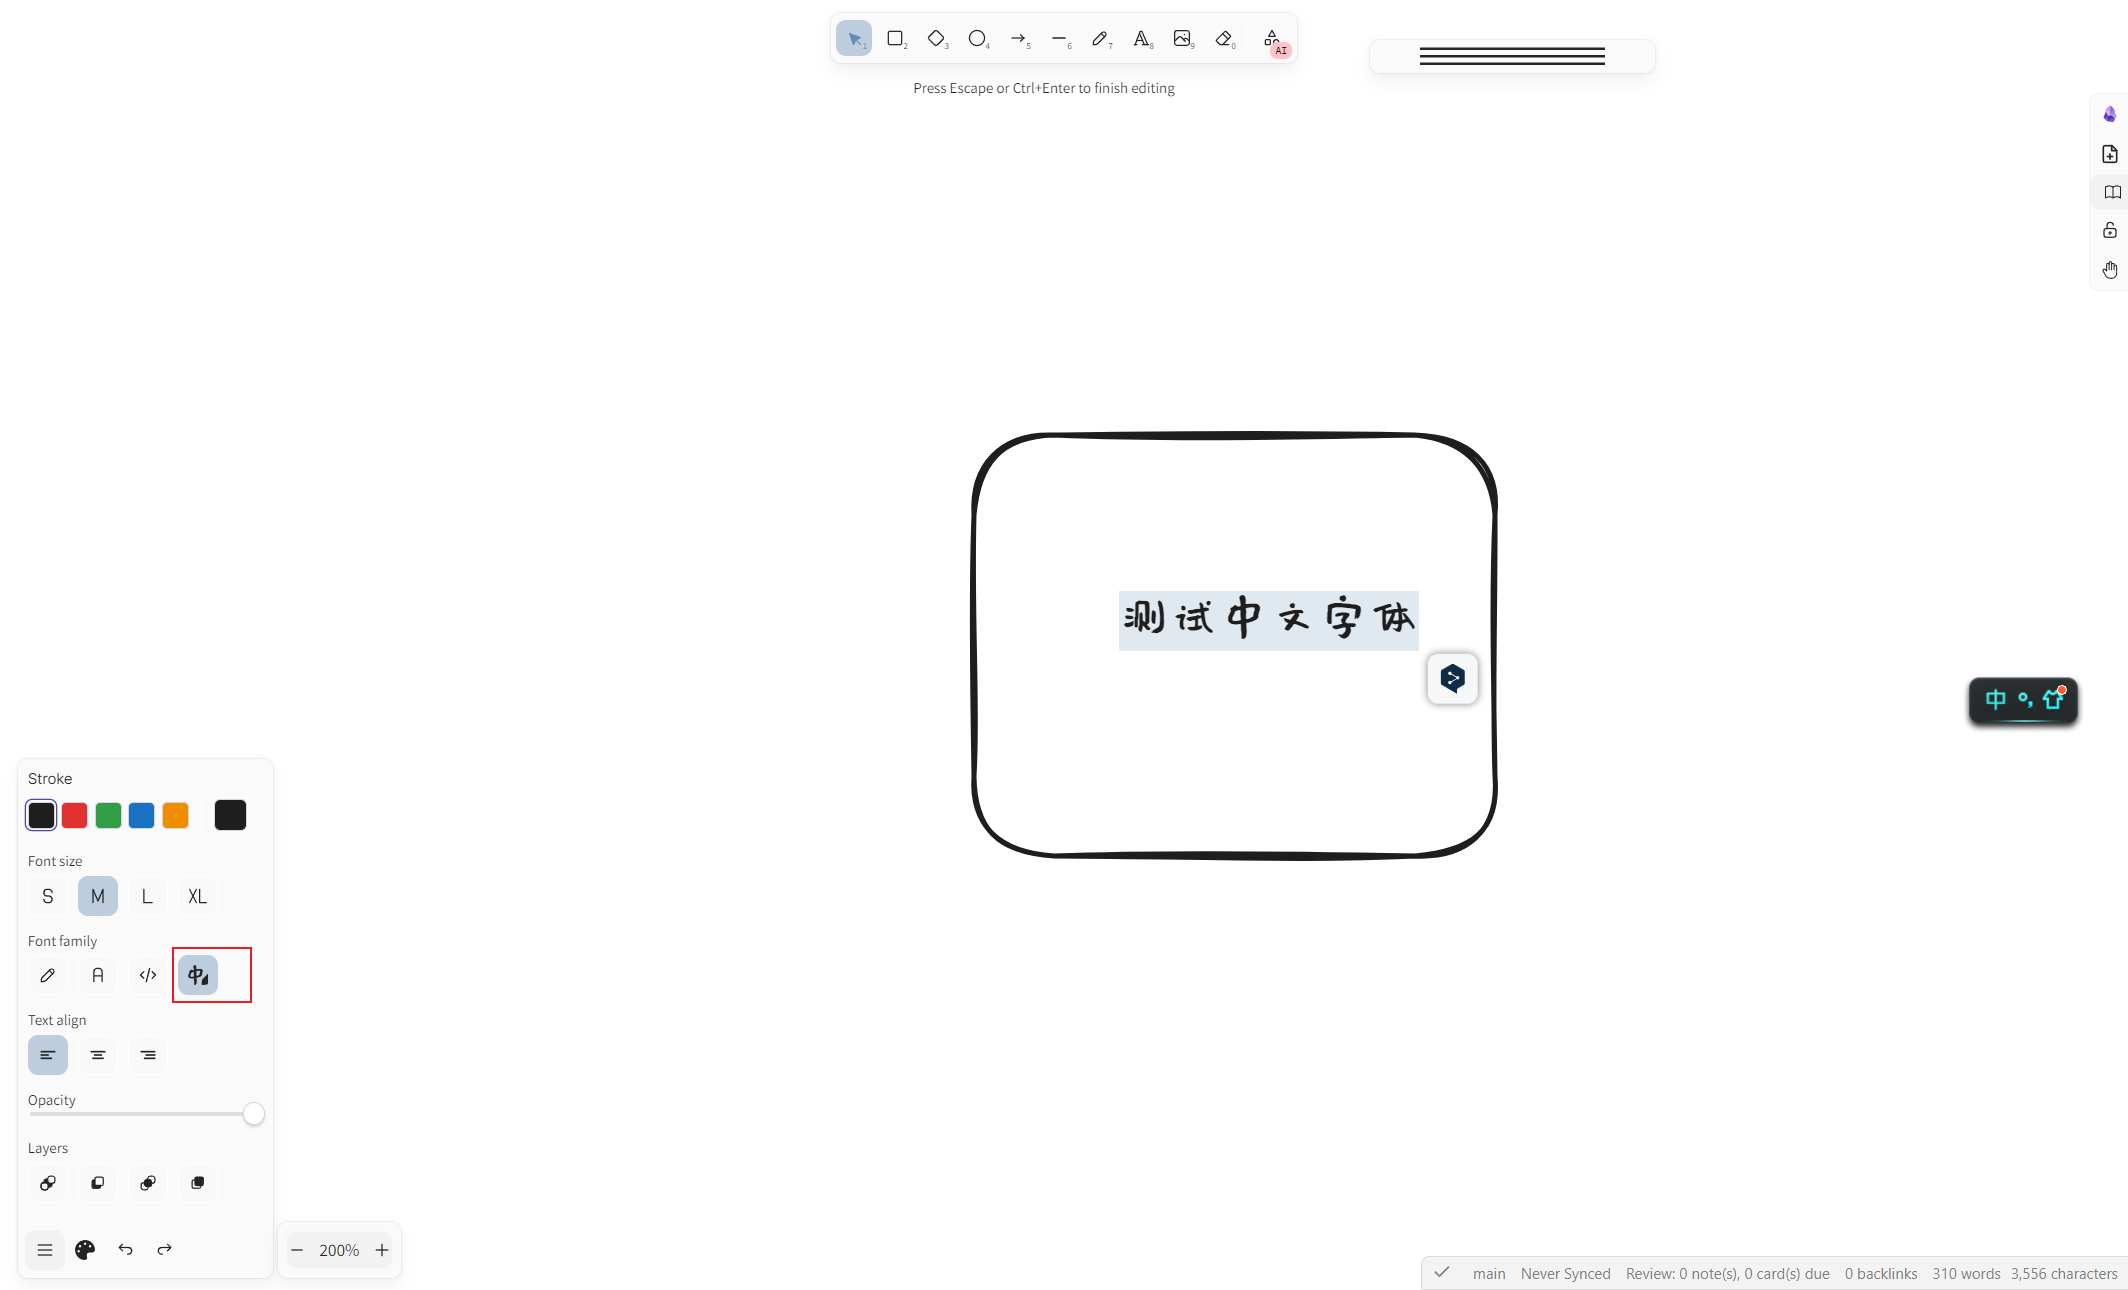 1
2
3
4
5
6
7
A 8
9
0
AI
Press Escape or Ctrl+Enter to finish editing
测试中文字体
中 °,
Stroke
Font size
S M L XL
Font family
A </> 中
Text align
Opacity
Layers
200%
main Never Synced Review: 0 note(s), 0 card(s) due 0 backlinks 310 words 3,556 characters